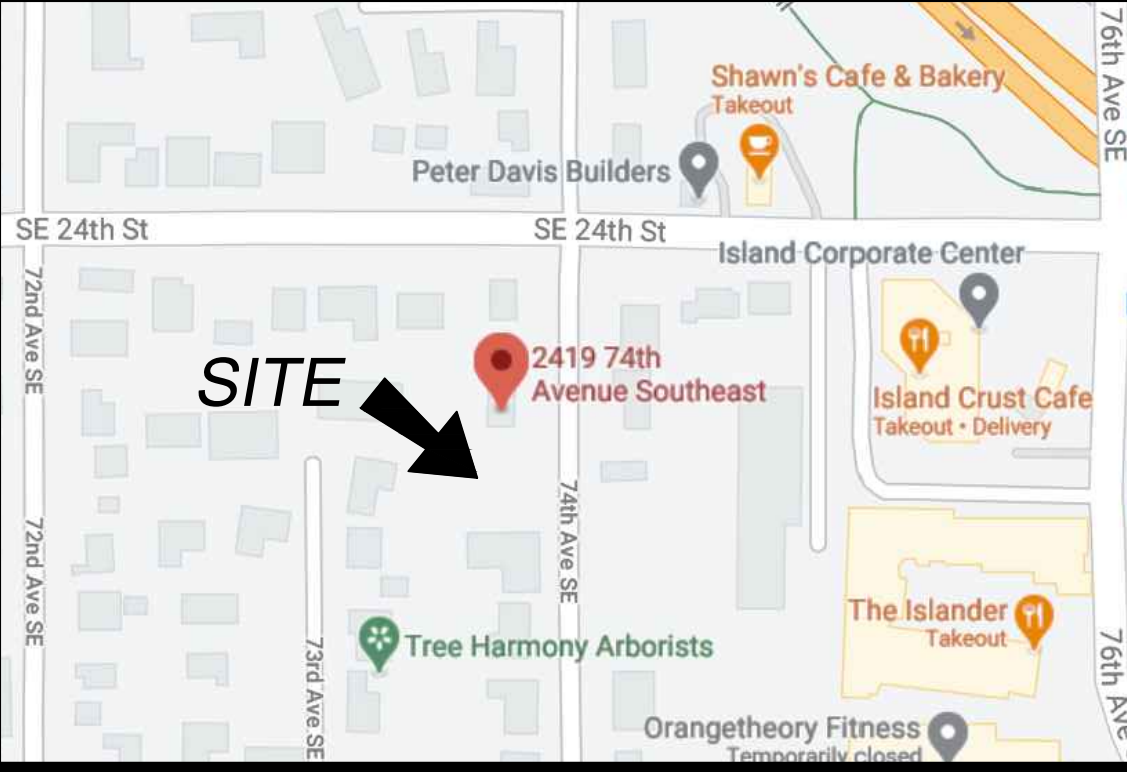 76th Ave SE
Shawn's Cafe & Bakery
Takeout
Peter Davis Builders
SE 24th St
SE 24th St
Island Corporate Center
72nd Ave SE
SITE
2419 74th
Avenue Southeast
Island Crust Cafe
Takeout • Delivery
74th Ave SE
72nd Ave SE
The Islander
Takeout
Tree Harmony Arborists
73rd Ave SE
76th Ave
Orangetheory Fitness
Temporarily closed